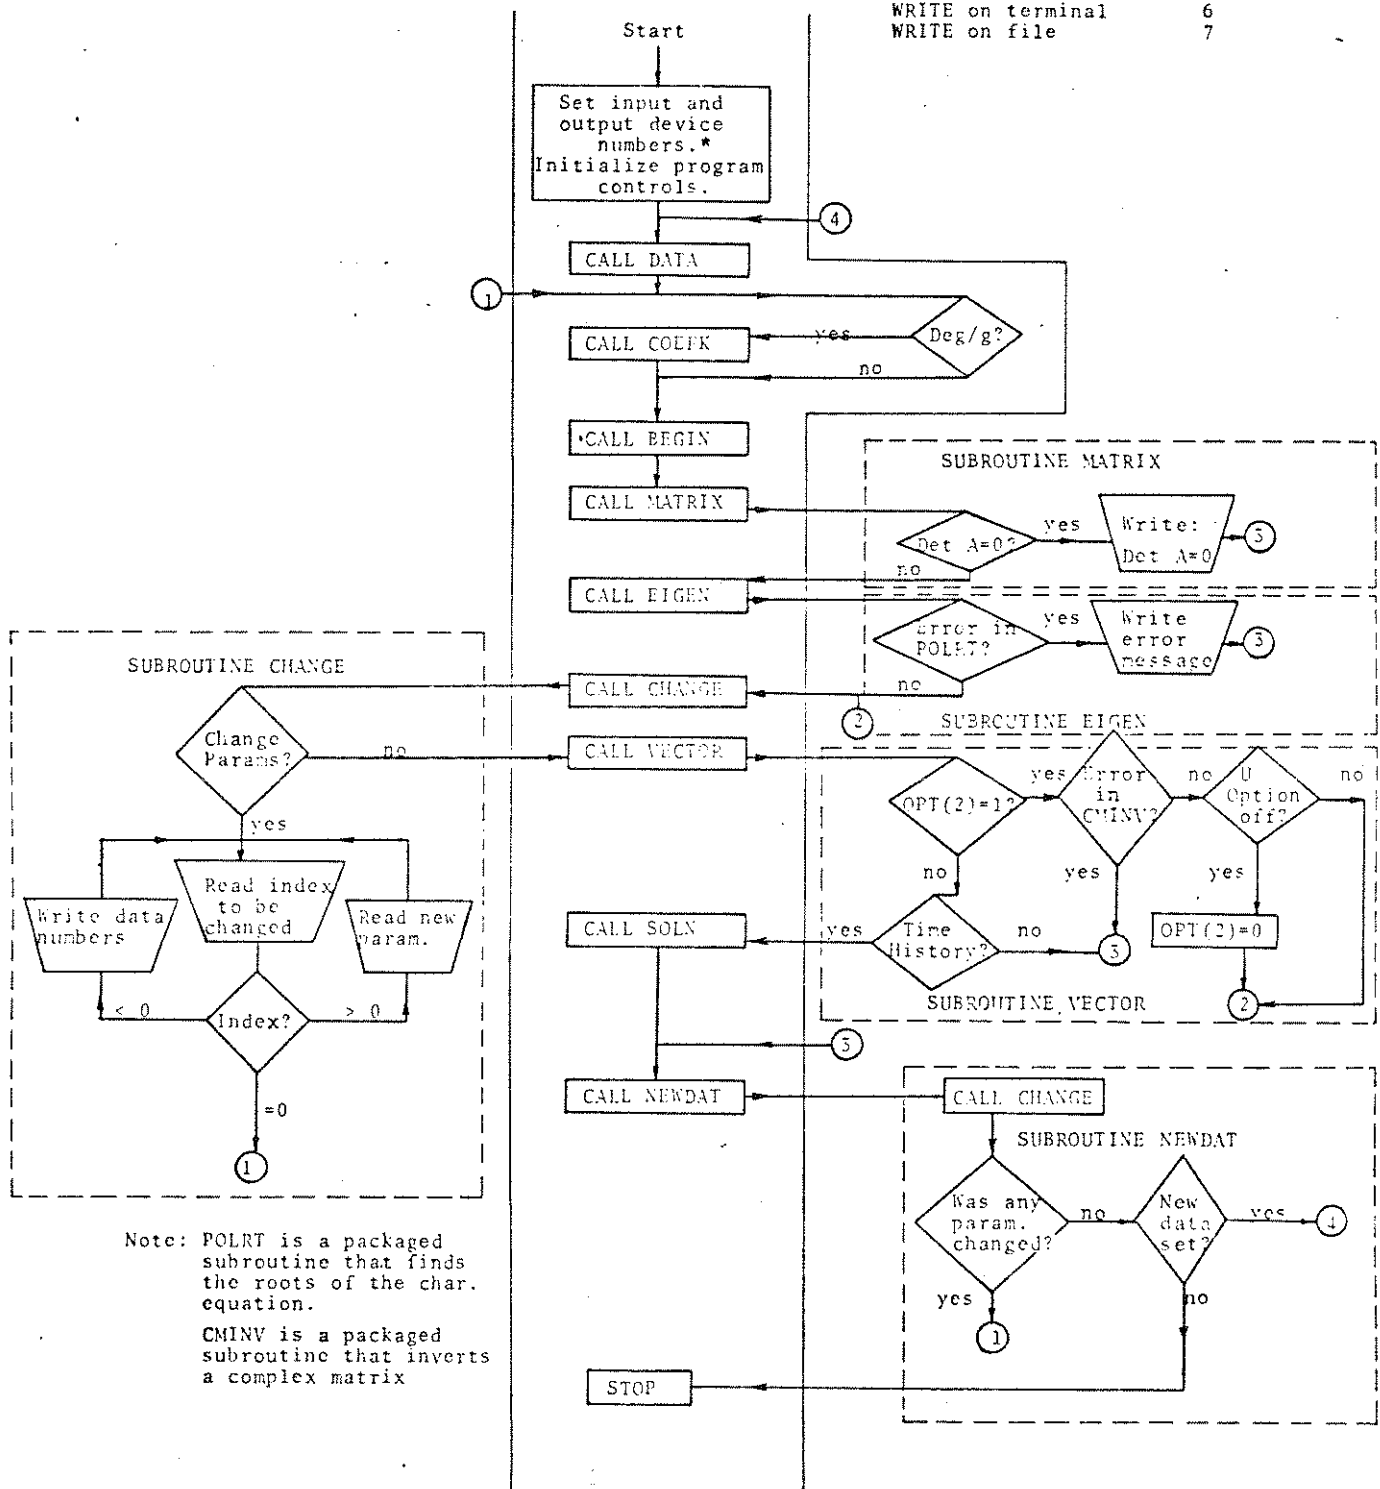 WRITE on terminal 6
WRITE on file 7
Start
Set input and
output device
numbers.*
Initialize program
controls.
4
CALL DATA
1
yes
Deg/g?
CALL COEFK
no
CALL BEGIN
SUBROUTINE MATRIX
CALL MATRIX
Det A=0?
yes
Write:
Det A=0
3
no
CALL EIGEN
Error in
POLRT?
yes
Write
error
message
3
no
SUBROUTINE CHANGE
CALL CHANGE
2
SUBROUTINE EIGEN
Change
Params?
no
CALL VECTOR
OPT(2)=1?
yes
Error
in
CMINV?
no
U
Option
off?
no
yes
Read index
to be
changed
Write data
numbers
Read new
param.
no
yes
yes
CALL SOLN
yes
Time
History?
no
3
OPT(2)=0
< 0
Index?
> 0
SUBROUTINE VECTOR
2
3
=0
CALL NEWDAT
CALL CHANGE
SUBROUTINE NEWDAT
1
Was any
param.
changed?
no
New
data
set?
yes
4
yes
no
1
Note: POLRT is a packaged
subroutine that finds
the roots of the char.
equation.
CMINV is a packaged
subroutine that inverts
a complex matrix
STOP